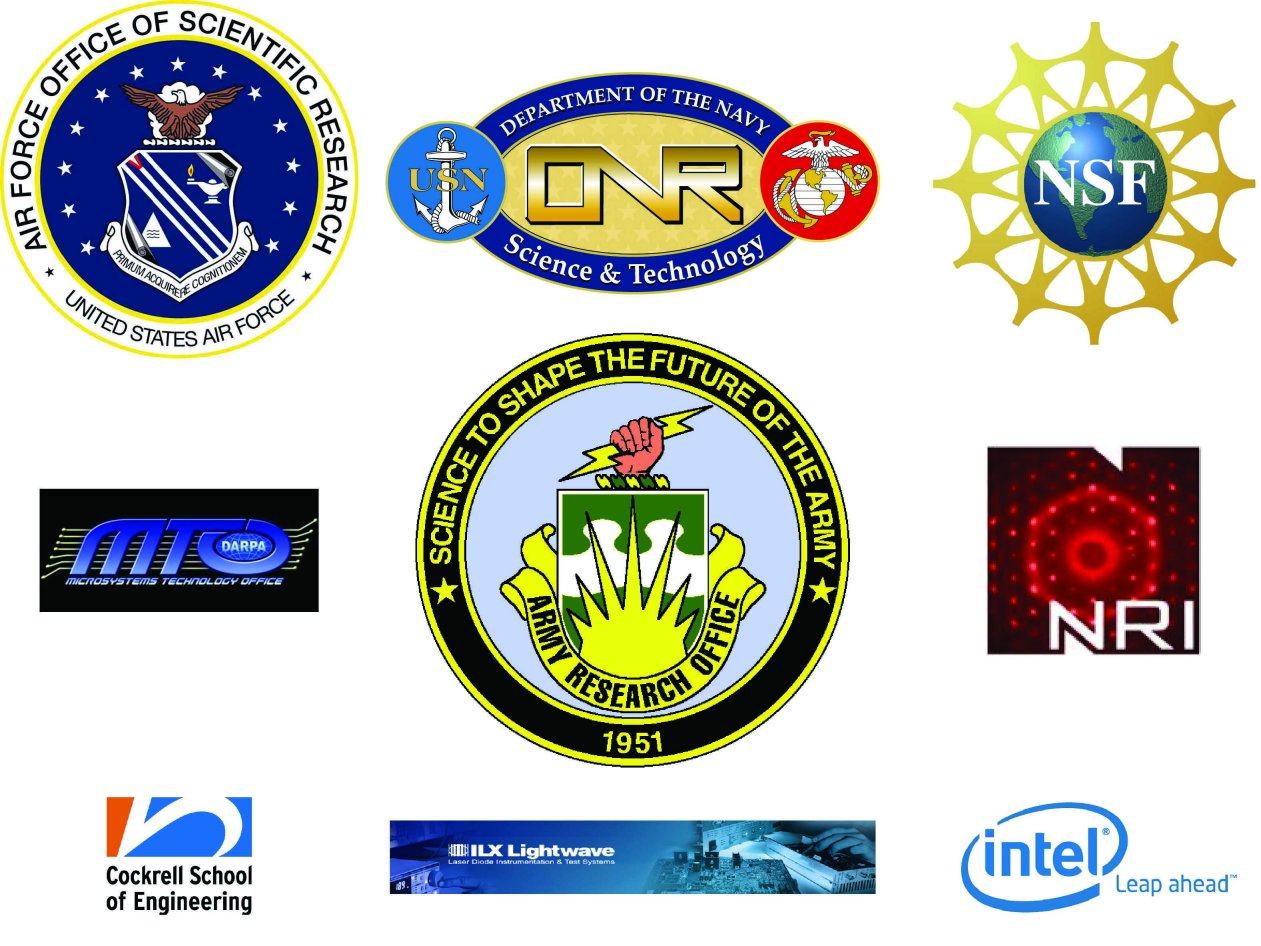 AIR FORCE OFFICE OF SCIENTIFIC RESEARCH
PRIMUM ACQUIRERE COGNITIONEM
UNITED STATES AIR FORCE
DEPARTMENT OF THE NAVY
USN
ONR
Science & Technology
NSF
SCIENCE TO SHAPE THE FUTURE OF THE ARMY
ARMY RESEARCH OFFICE
1951
MTO
DARPA
MICROSYSTEMS TECHNOLOGY OFFICE
NRI
Cockrell School
of Engineering
ILX Lightwave
Laser Diode Instrumentation & Test Systems
intel®
Leap ahead™